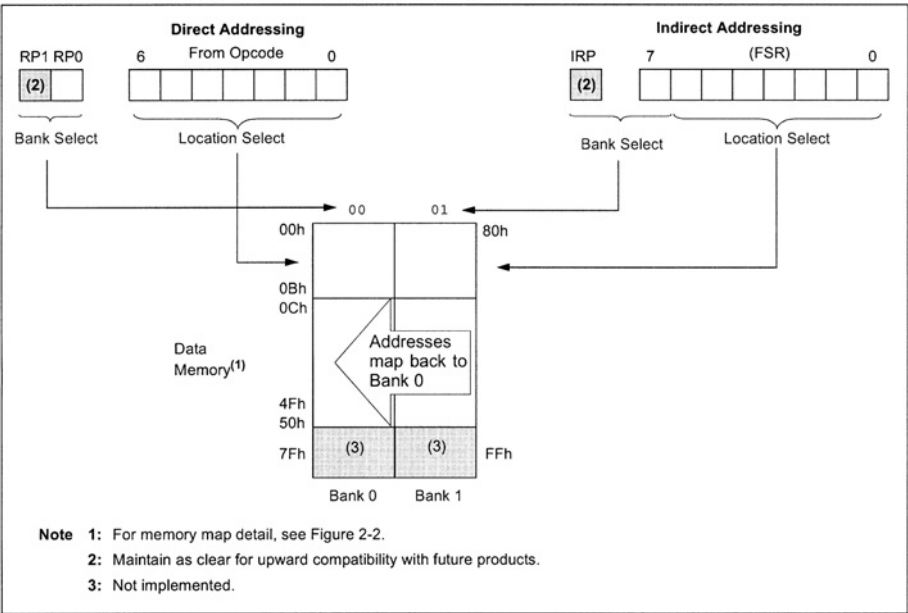 Direct Addressing
RP1 RP0
6
From Opcode
0
(2)
Bank Select
Location Select
Indirect Addressing
IRP
7
(FSR)
0
(2)
Bank Select
Location Select
00
01
00h
80h
0Bh
0Ch
Data
Memory(1)
Addresses
map back to
Bank 0
4Fh
50h
7Fh
(3)
(3)
FFh
Bank 0
Bank 1
Note 1: For memory map detail, see Figure 2-2.
2: Maintain as clear for upward compatibility with future products.
3: Not implemented.